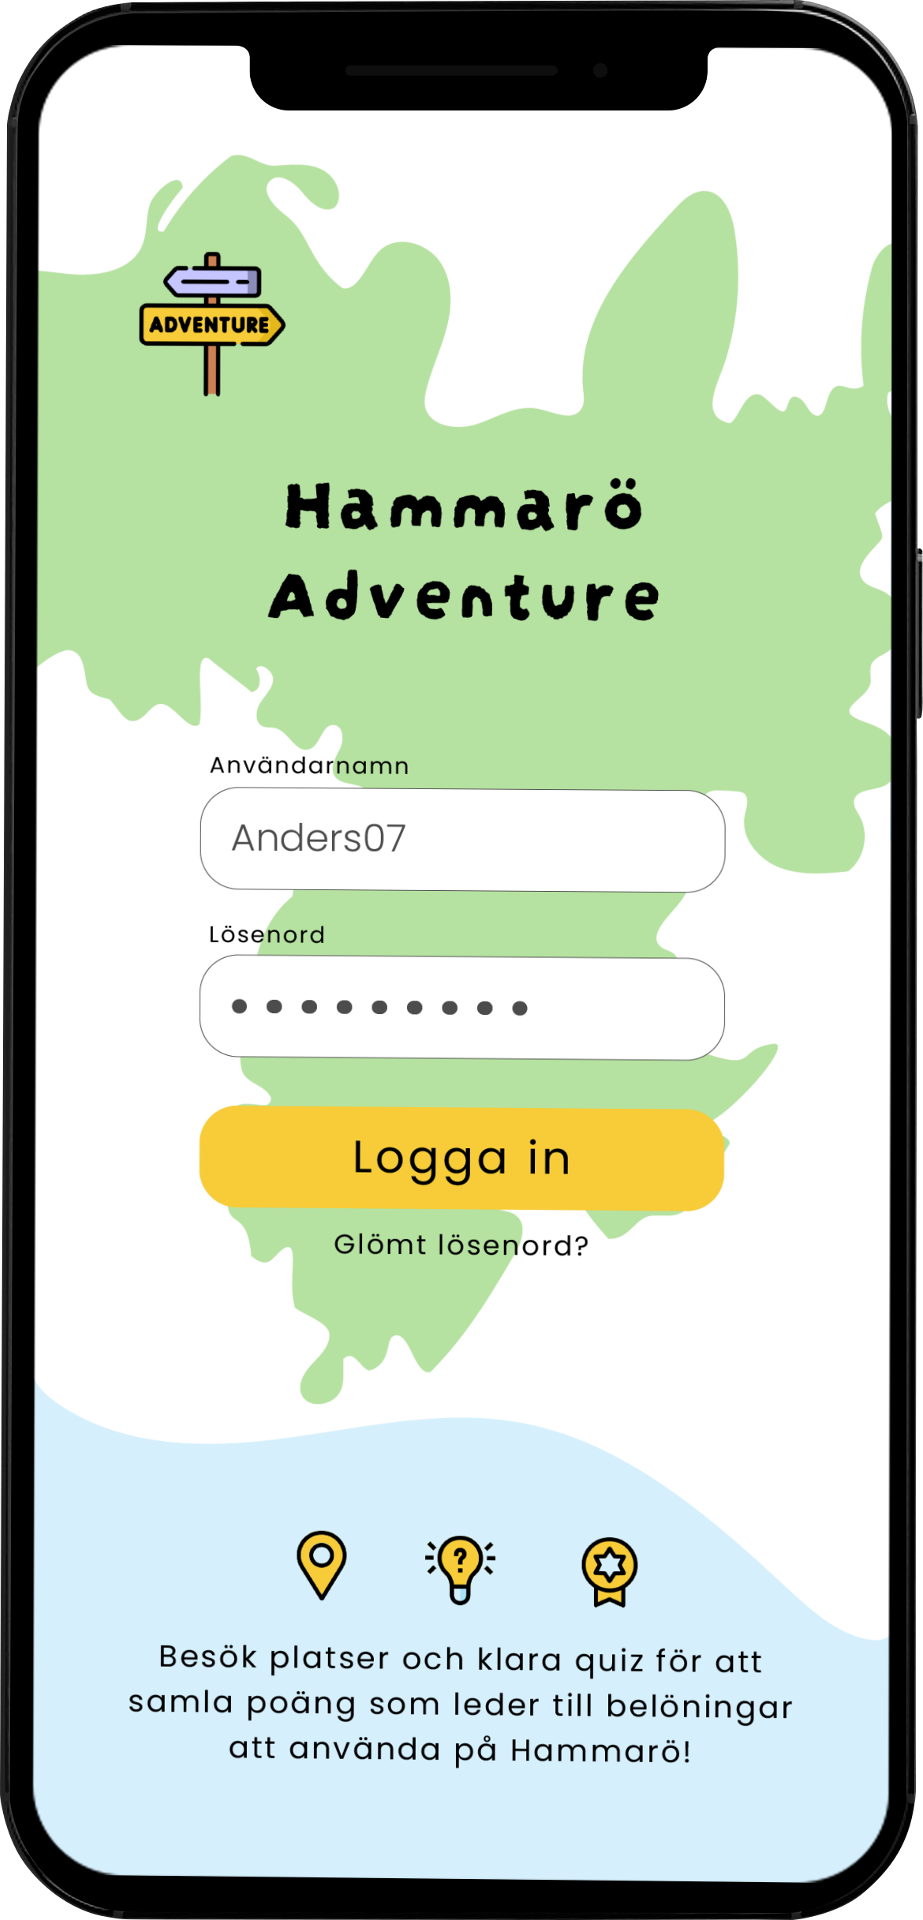 ADVENTURE
Hammarö
Adventure
Användarnamn
Anders07
Lösenord
● ● ● ● ● ● ● ● ●
Logga in
Glömt lösenord?
?
Besök platser och klara quiz för att
samla poäng som leder till belöningar
att använda på Hammarö!